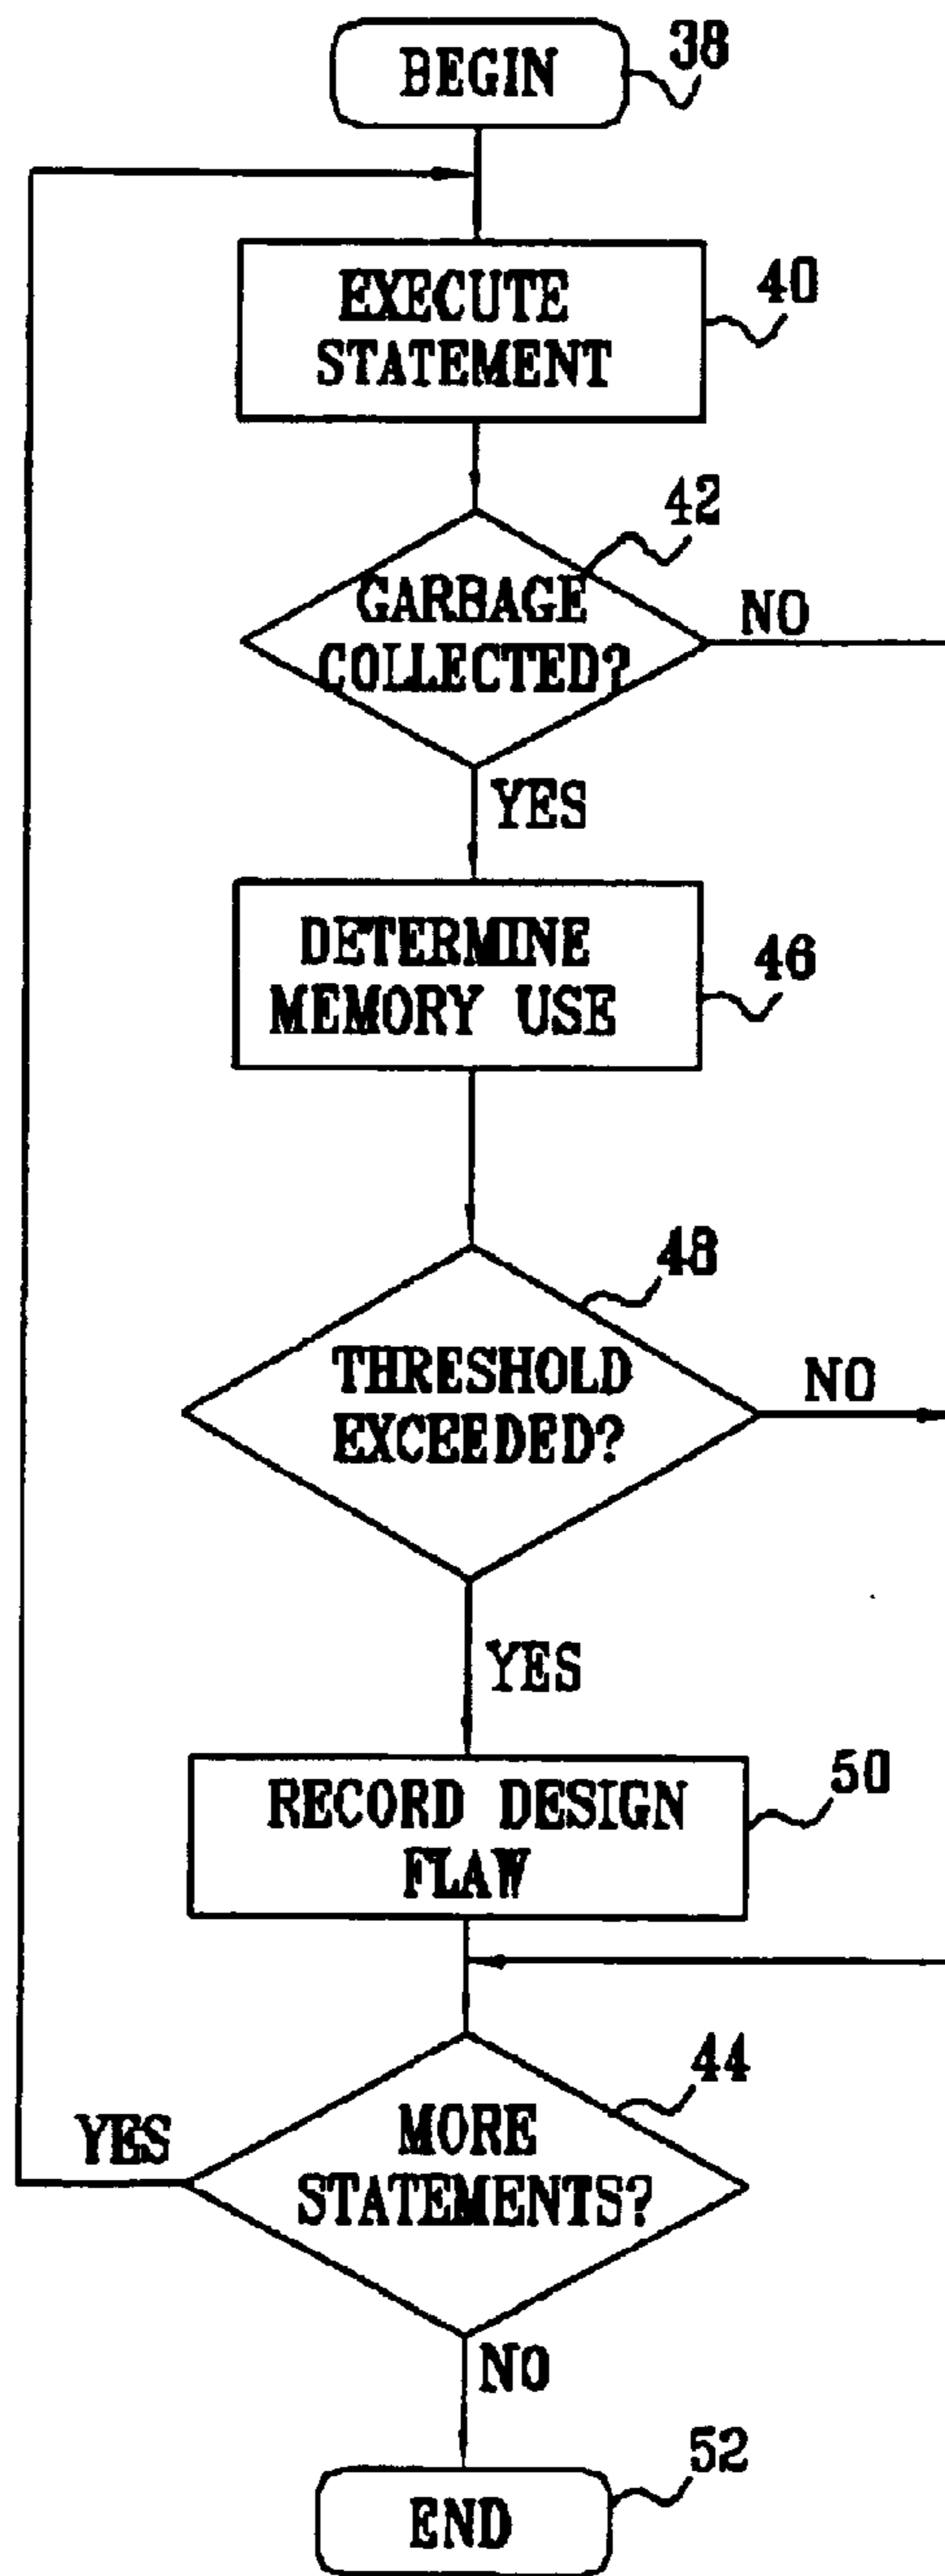 BEGIN
38
EXECUTE
STATEMENT
40
42
GARBAGE
COLLECTED?
NO
YES
DETERMINE
MEMORY USE
46
48
THRESHOLD
EXCEEDED?
NO
YES
RECORD DESIGN
FLAW
50
44
MORE
STATEMENTS?
YES
NO
END
52